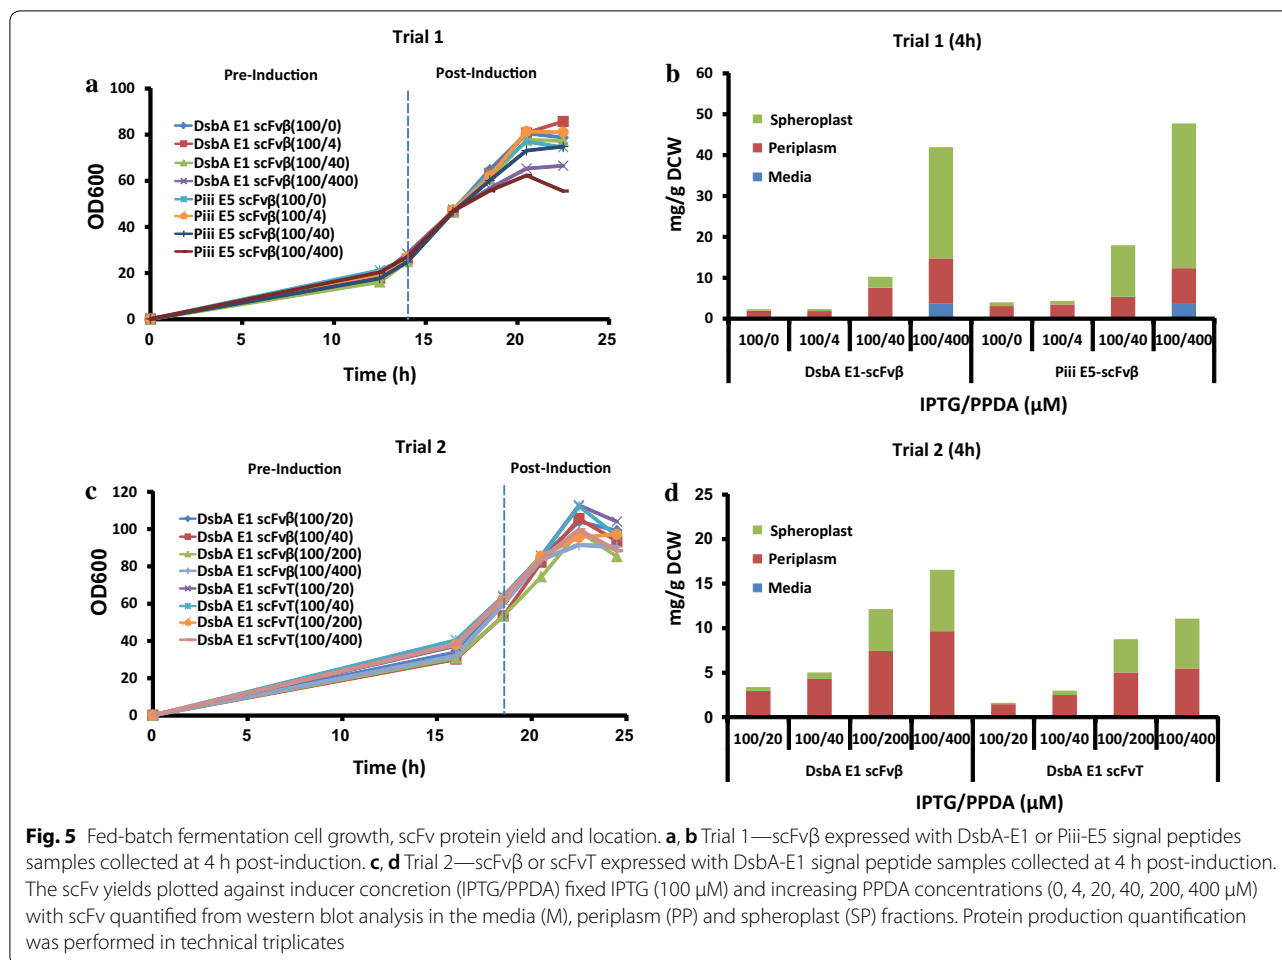 Trial 1
a
Pre-Induction
Post-Induction
100
80
60
40
20
0
OD600
DsbA E1 scFvβ(100/0)
DsbA E1 scFvβ(100/4)
DsbA E1 scFvβ(100/40)
DsbA E1 scFvβ(100/400)
Piii E5 scFvβ(100/0)
Piii E5 scFvβ(100/4)
Piii E5 scFvβ(100/40)
Piii E5 scFvβ(100/400)
0 5 10 15 20 25
Time (h)
Trial 1 (4h)
b
60
50
40
30
20
10
0
mg/g DCW
Spheroplast
Periplasm
Media
100/0 100/4 100/40 100/400 100/0 100/4 100/40 100/400
DsbA E1-scFvβ Piii E5-scFvβ
IPTG/PPDA (µM)
Trial 2
c
Pre-Induction
Post-Induction
120
100
80
60
40
20
0
OD600
DsbA E1 scFvβ(100/20)
DsbA E1 scFvβ(100/40)
DsbA E1 scFvβ(100/200)
DsbA E1 scFvβ(100/400)
DsbA E1 scFvT(100/20)
DsbA E1 scFvT(100/40)
DsbA E1 scFvT(100/200)
DsbA E1 scFvT(100/400)
0 5 10 15 20 25
Time (h)
Trial 2 (4h)
d
25
20
15
10
5
0
mg/g DCW
Spheroplast
Periplasm
Media
100/20 100/40 100/200 100/400 100/20 100/40 100/200 100/400
DsbA E1 scFvβ DsbA E1 scFvT
IPTG/PPDA (µM)
Fig. 5 Fed-batch fermentation cell growth, scFv protein yield and location. a, b Trial 1—scFvβ expressed with DsbA-E1 or Piii-E5 signal peptides
samples collected at 4 h post-induction. c, d Trial 2—scFvβ or scFvT expressed with DsbA-E1 signal peptide samples collected at 4 h post-induction.
The scFv yields plotted against inducer concretion (IPTG/PPDA) fixed IPTG (100 µM) and increasing PPDA concentrations (0, 4, 20, 40, 200, 400 µM)
with scFv quantified from western blot analysis in the media (M), periplasm (PP) and spheroplast (SP) fractions. Protein production quantification
was performed in technical triplicates